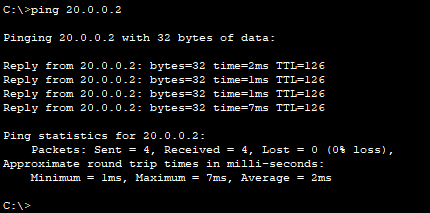 C:\>ping 20.0.0.2
Pinging 20.0.0.2 with 32 bytes of data:
Reply from 20.0.0.2: bytes=32 time=2ms TTL=126
Reply from 20.0.0.2: bytes=32 time=1ms TTL=126
Reply from 20.0.0.2: bytes=32 time=1ms TTL=126
Reply from 20.0.0.2: bytes=32 time=7ms TTL=126
Ping statistics for 20.0.0.2:
Packets: Sent = 4, Received = 4, Lost = 0 (0% loss),
Approximate round trip times in milli-seconds:
Minimum = 1ms, Maximum = 7ms, Average = 2ms
C:\>